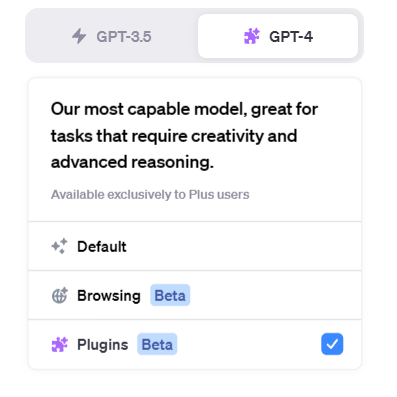 GPT-3.5
GPT-4
Our most capable model, great for
tasks that require creativity and
advanced reasoning.
Available exclusively to Plus users
Default
Browsing Beta
Plugins Beta